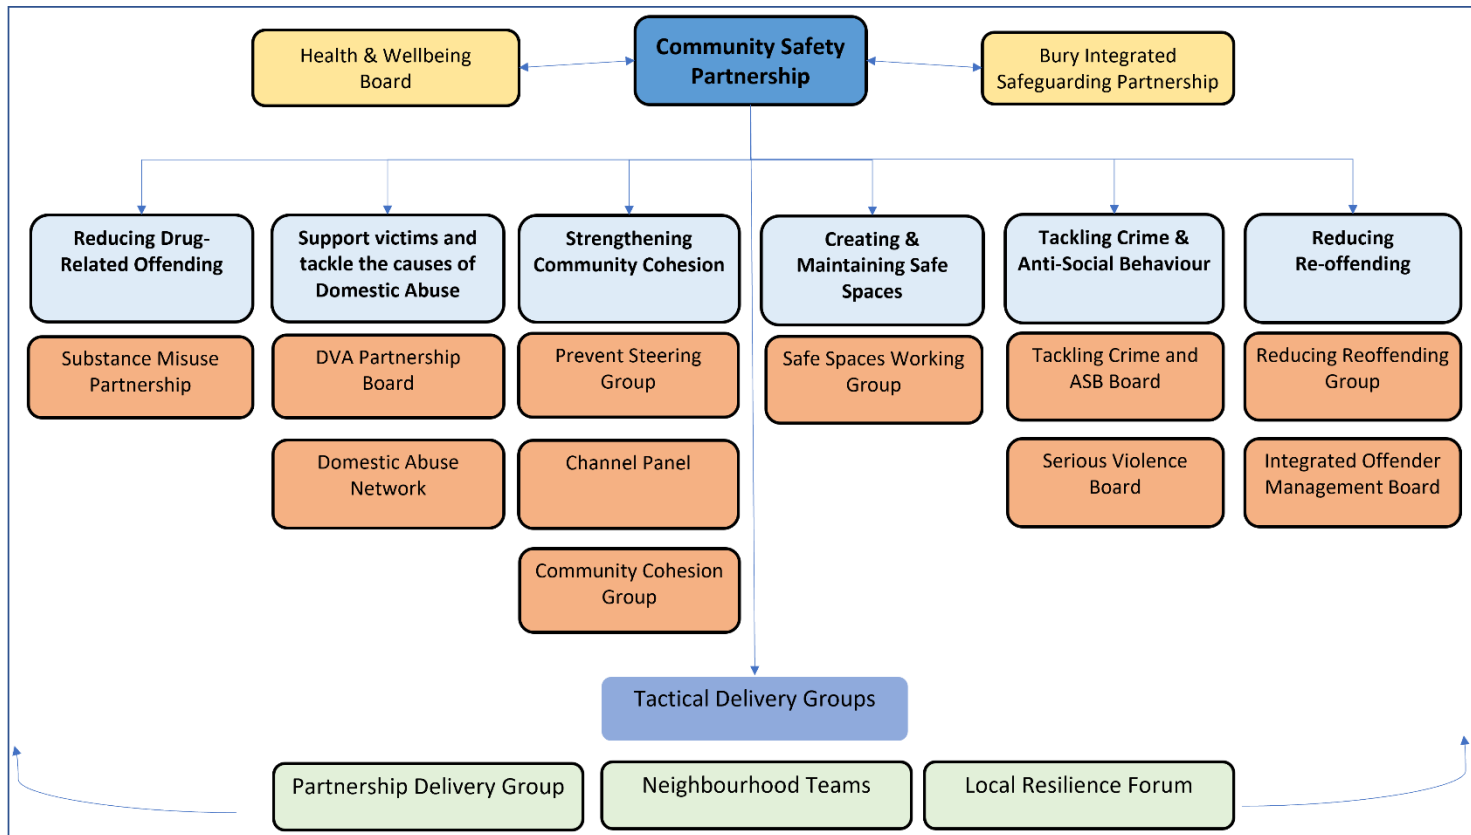 Health & Wellbeing
Board
Community Safety
Partnership
Bury Integrated
Safeguarding Partnership
Reducing Drug-
Related Offending
Support victims and
tackle the causes of
Domestic Abuse
Strengthening
Community Cohesion
Creating &
Maintaining Safe
Spaces
Tackling Crime &
Anti-Social Behaviour
Reducing
Re-offending
Substance Misuse
Partnership
DVA Partnership
Board
Prevent Steering
Group
Safe Spaces Working
Group
Tackling Crime and
ASB Board
Reducing Reoffending
Group
Domestic Abuse
Network
Channel Panel
Serious Violence
Board
Integrated Offender
Management Board
Community Cohesion
Group
Tactical Delivery Groups
Partnership Delivery Group
Neighbourhood Teams
Local Resilience Forum